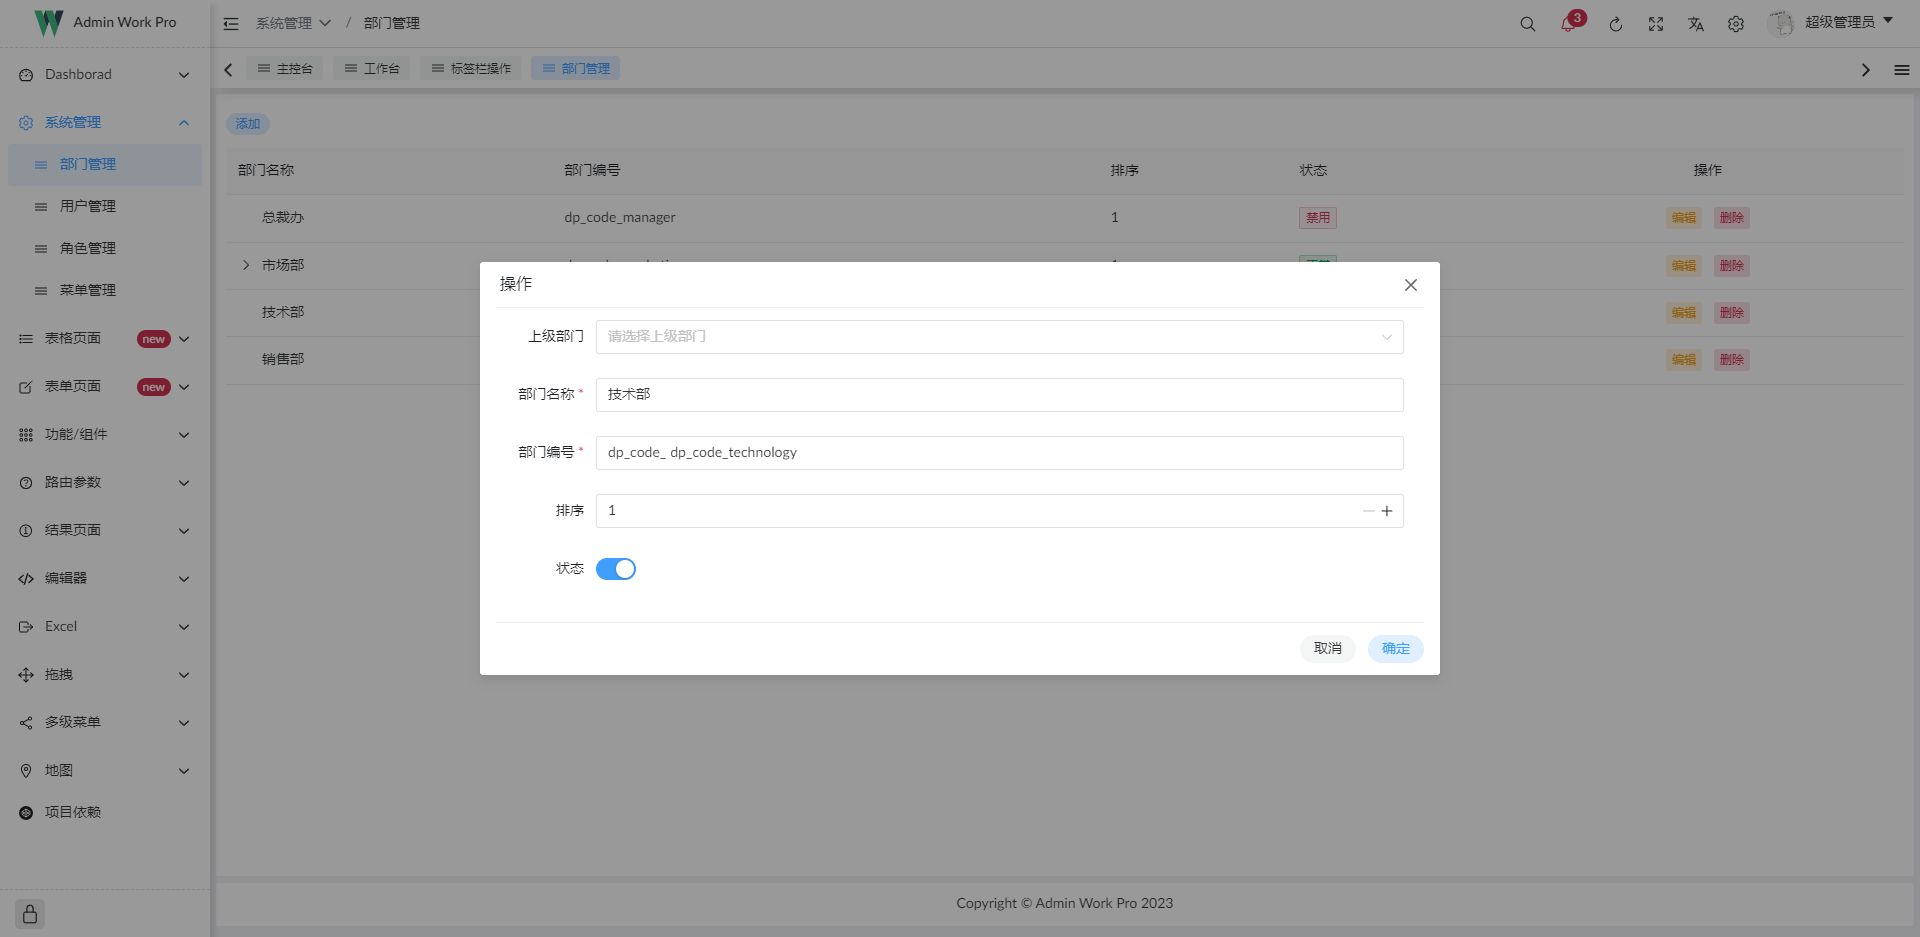 Admin Work Pro
系统管理 / 部门管理
3
超级管理员
主控台
工作台
标签栏操作
部门管理
Dashborad
系统管理
部门管理
用户管理
角色管理
菜单管理
表格页面 new
表单页面 new
功能/组件
路由参数
结果页面
编辑器
Excel
拖拽
多级菜单
地图
项目依赖
添加
部门名称 部门编号 排序 状态 操作
总裁办 dp_code_manager 1 禁用 编辑 删除
市场部 编辑 删除
技术部 编辑 删除
销售部 编辑 删除
操作
上级部门 请选择上级部门
部门名称 * 技术部
部门编号 * dp_code_ dp_code_technology
排序 1
状态
取消 确定
Copyright © Admin Work Pro 2023